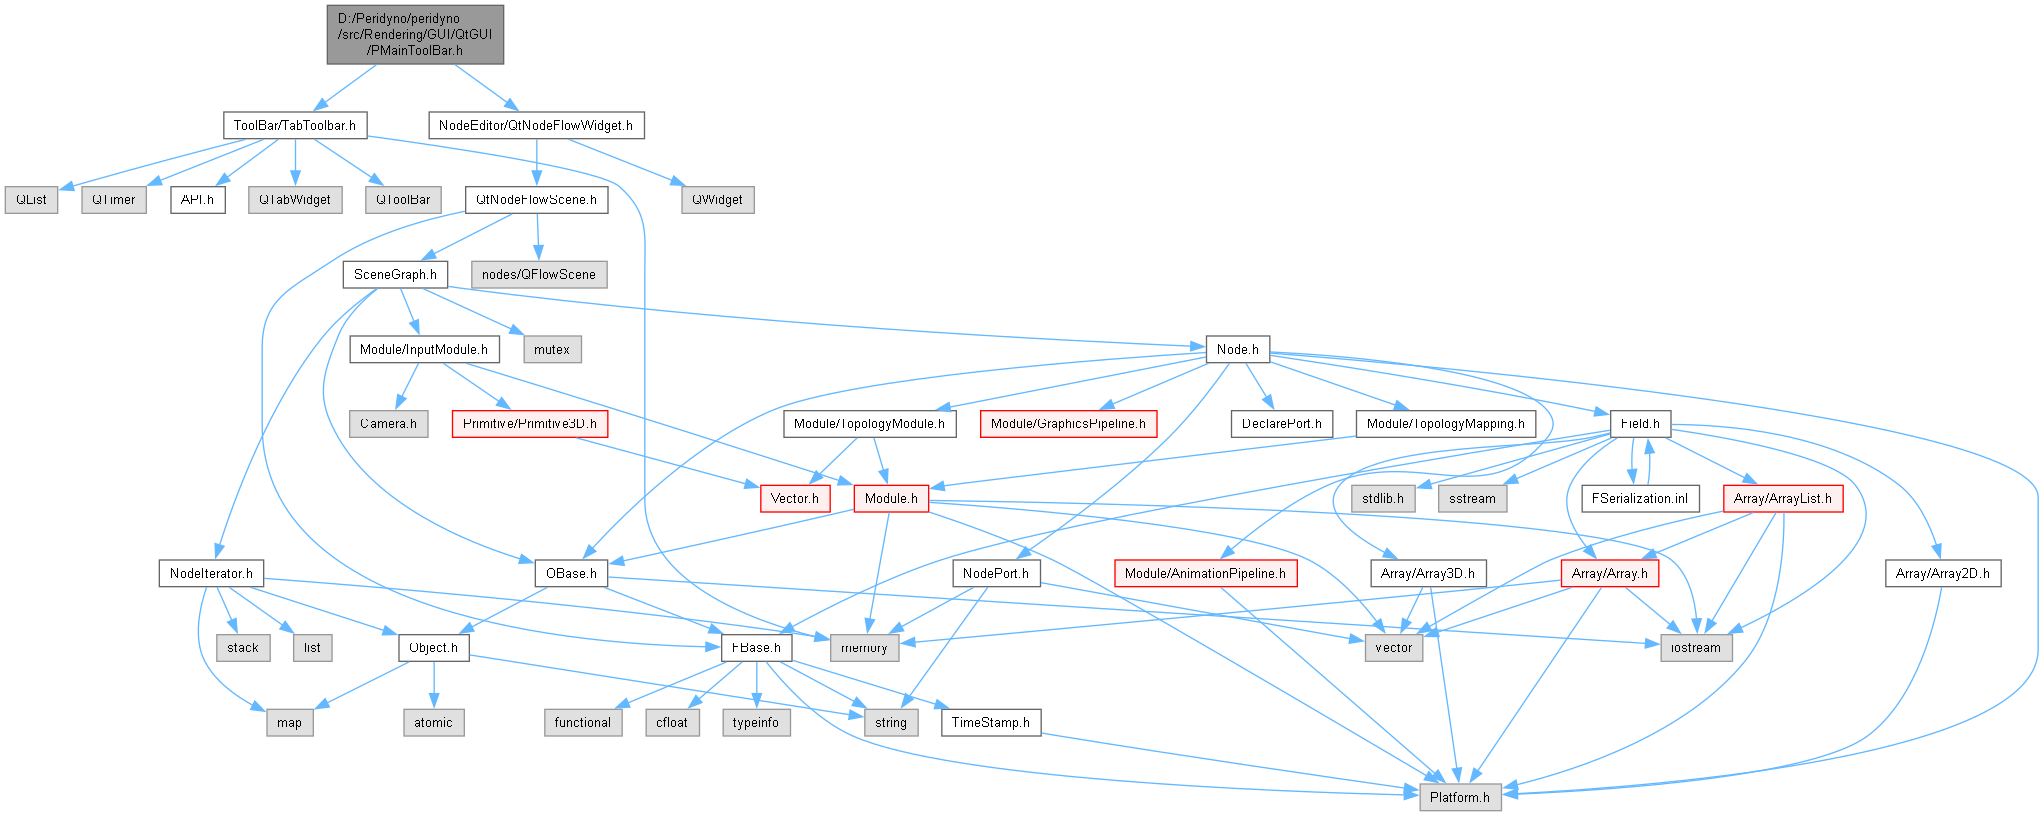 D:/Peridyno/peridyno
/src/Rendering/GUI/QtGUI
/PMainToolBar.h
ToolBar/TabToolbar.h
NodeEditor/QtNodeFlowWidget.h
QList
QTimer
API.h
QTabWidget
QToolBar
QtNodeFlowScene.h
QWidget
SceneGraph.h
nodes/QFlowScene
Module/InputModule.h
mutex
Node.h
Camera.h
Primitive/Primitive3D.h
Module/TopologyModule.h
Module/GraphicsPipeline.h
DeclarePort.h
Module/TopologyMapping.h
Field.h
Vector.h
Module.h
stdlib.h
sstream
FSerialization.inl
Array/ArrayList.h
NodeIterator.h
OBase.h
NodePort.h
Module/AnimationPipeline.h
Array/Array3D.h
Array/Array.h
Array/Array2D.h
stack
list
Object.h
FBase.h
memory
vector
iostream
map
atomic
functional
cfloat
typeinfo
string
TimeStamp.h
Platform.h